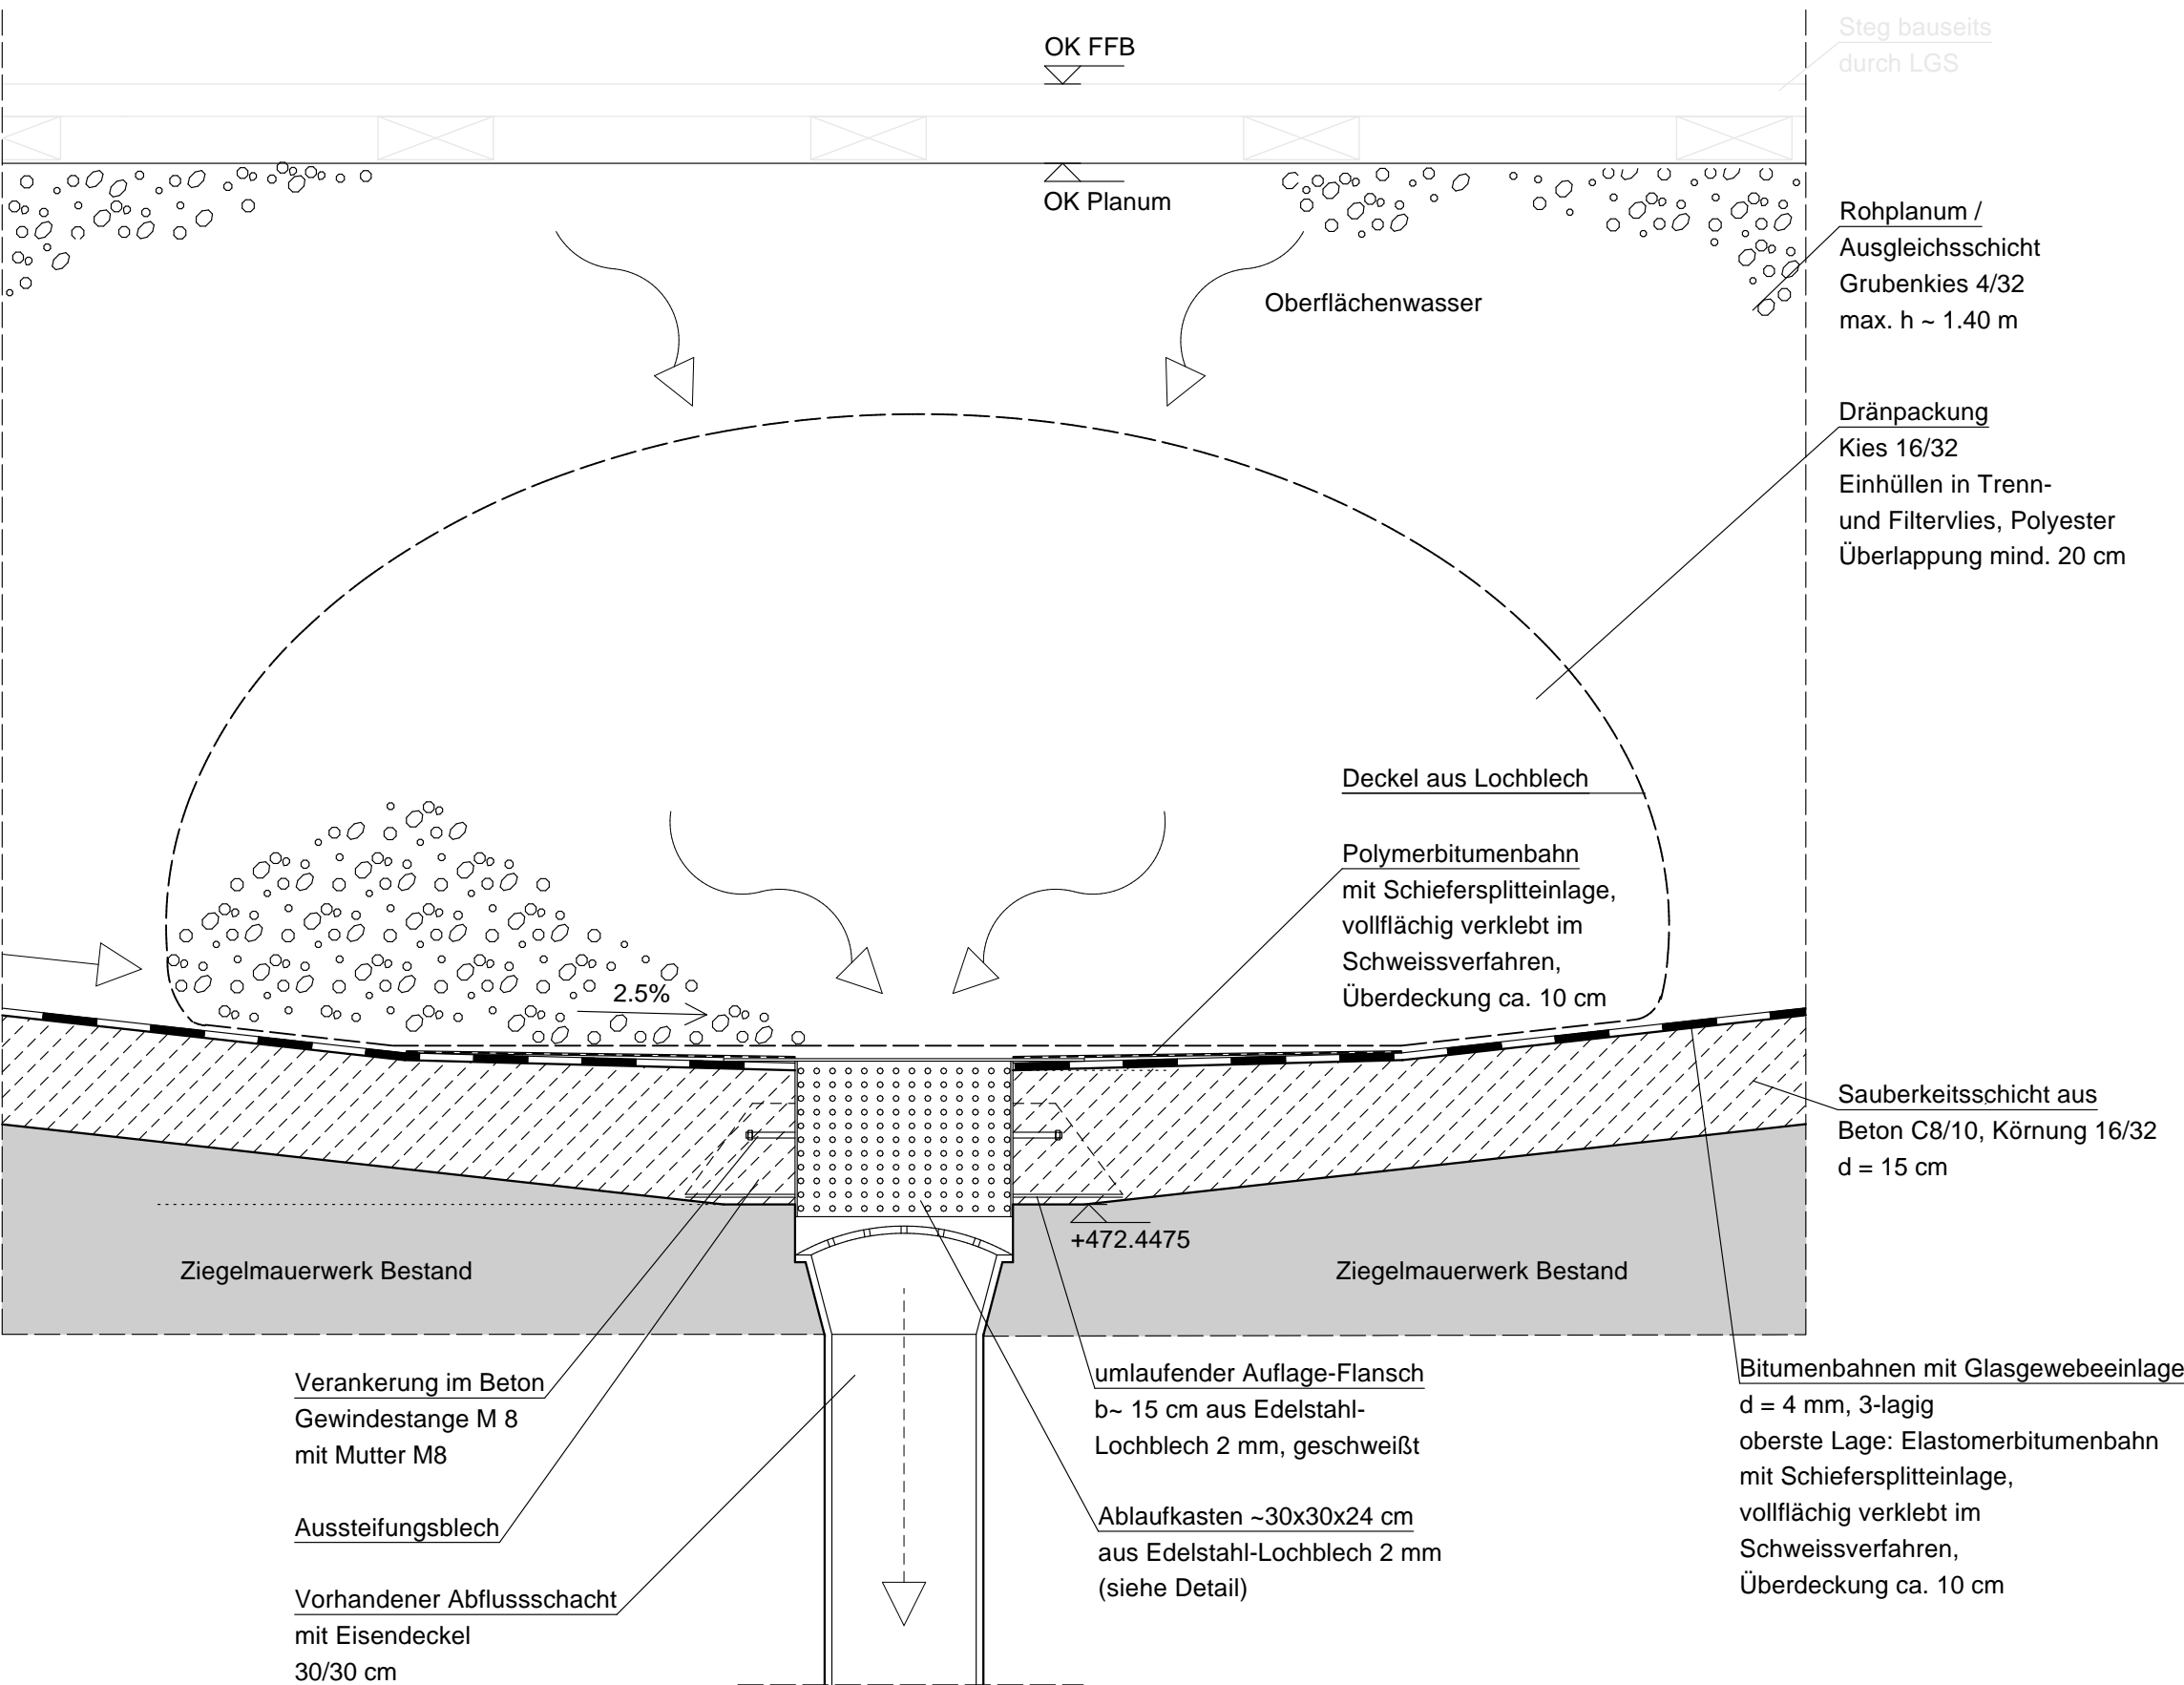 Steg bauseits
durch LGS
OK FFB
OK Planum
Rohplanum /
Ausgleichsschicht
Grubenkies 4/32
max. h ~ 1.40 m
Oberflächenwasser
Dränpackung
Kies 16/32
Einhüllen in Trenn-
und Filtervlies, Polyester
Überlappung mind. 20 cm
Deckel aus Lochblech
Polymerbitumenbahn
mit Schiefersplitteinlage,
vollflächig verklebt im
Schweissverfahren,
Überdeckung ca. 10 cm
2.5%
Sauberkeitsschicht aus
Beton C8/10, Körnung 16/32
d = 15 cm
+472.4475
Ziegelmauerwerk Bestand
Ziegelmauerwerk Bestand
Verankerung im Beton
Gewindestange M 8
mit Mutter M8
Aussteifungsblech
Vorhandener Abflussschacht
mit Eisendeckel
30/30 cm
umlaufender Auflage-Flansch
b~ 15 cm aus Edelstahl-
Lochblech 2 mm, geschweißt
Ablaufkasten ~30x30x24 cm
aus Edelstahl-Lochblech 2 mm
(siehe Detail)
Bitumenbahnen mit Glasgewebeeinlage
d = 4 mm, 3-lagig
oberste Lage: Elastomerbitumenbahn
mit Schiefersplitteinlage,
vollflächig verklebt im
Schweissverfahren,
Überdeckung ca. 10 cm